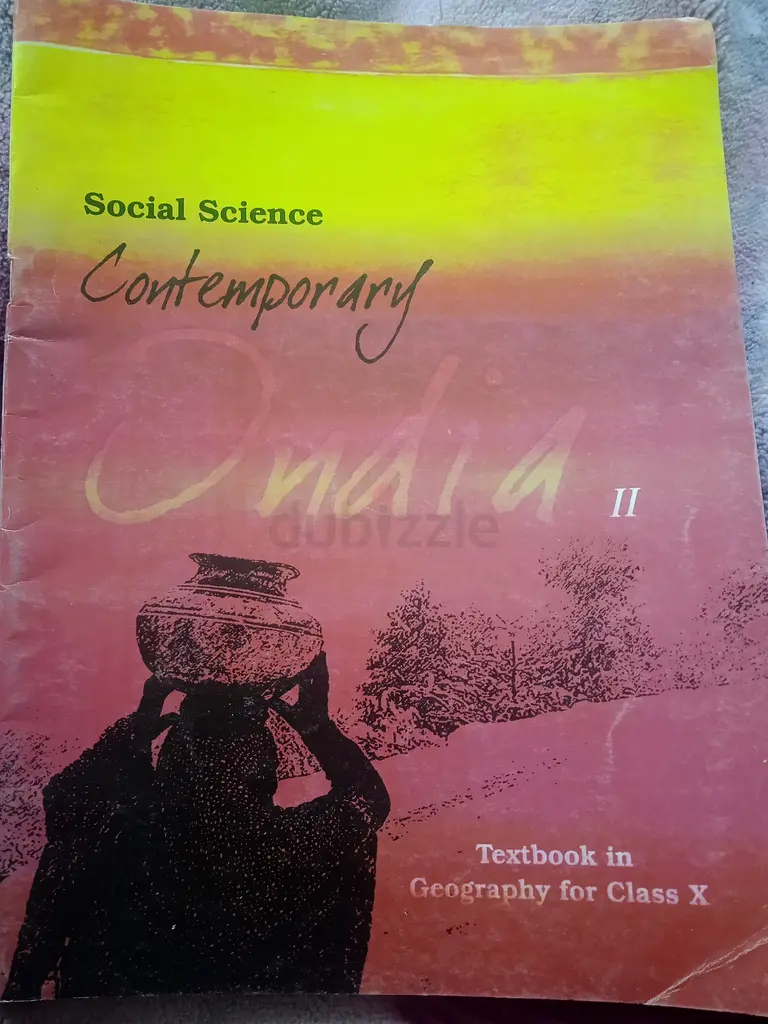 Social Science
Contemporary
India
II
dubizzle
Textbook in
Geography for Class X